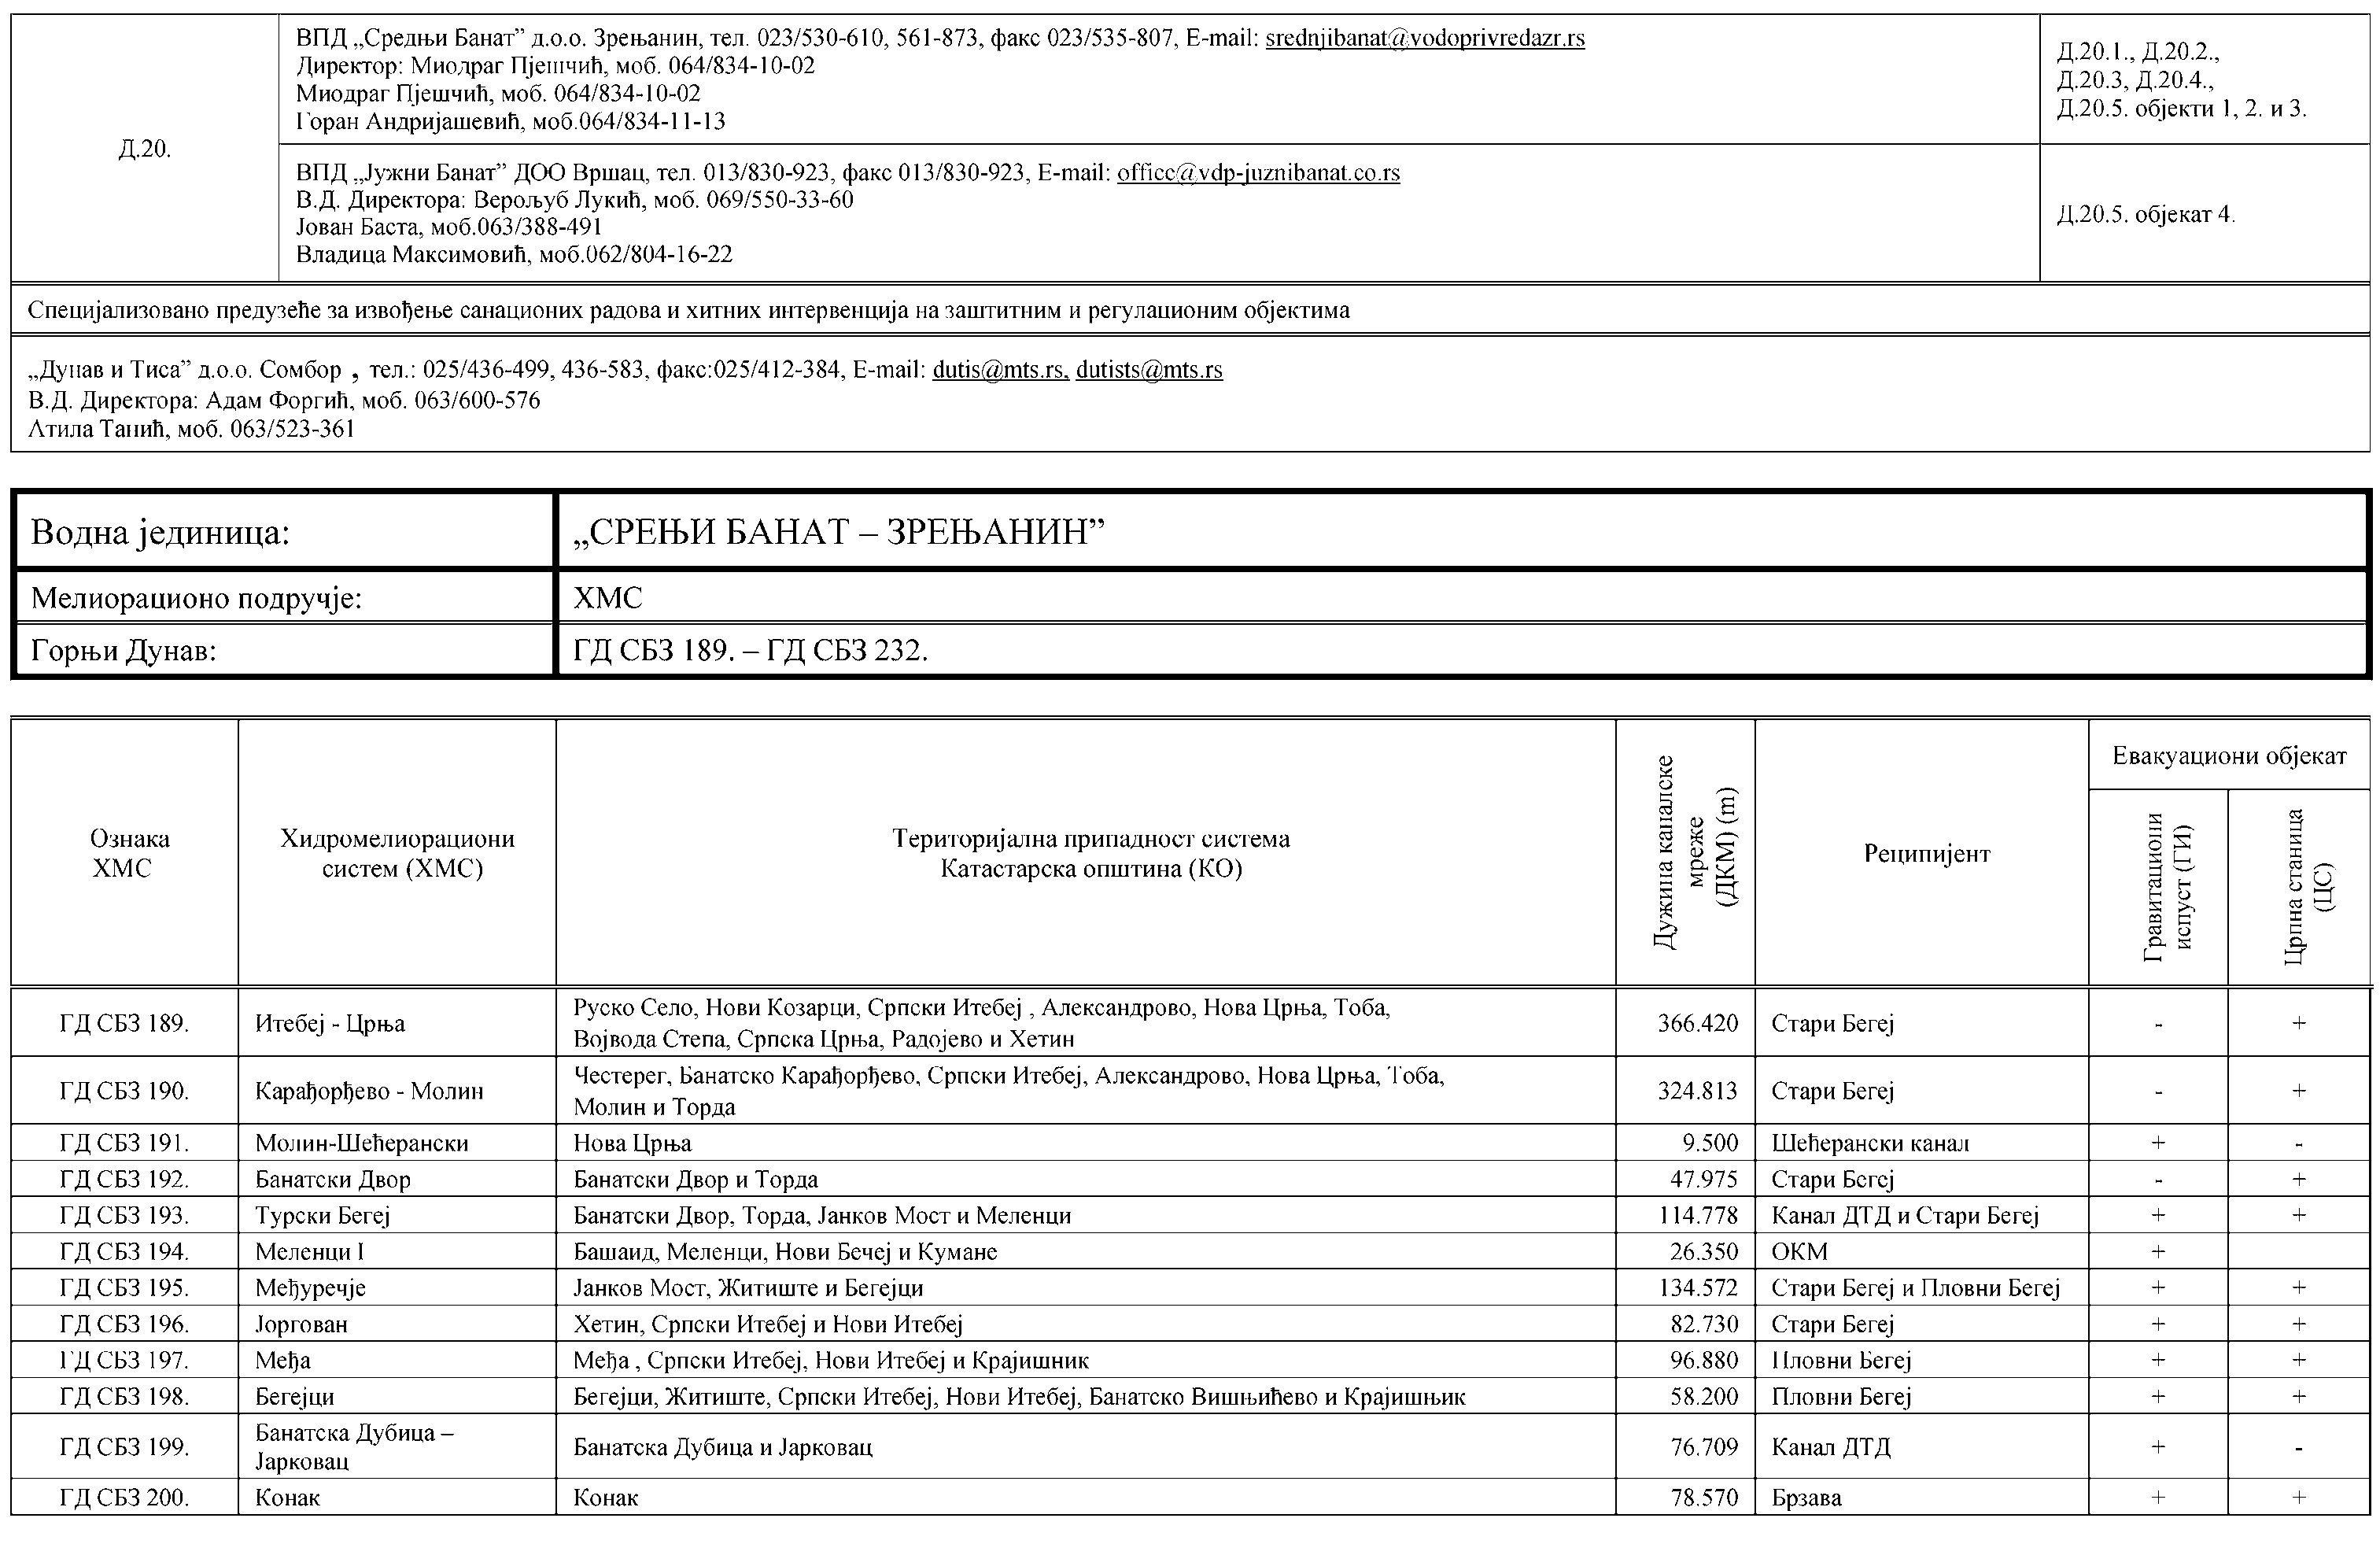 Д.20.
ВПД „Средњи Банат” д.о.о. Зрењанин, тел. 023/530-610, 561-873, факс 023/535-807, E-mail: srednjibanat@vodoprivredazr.rs
Директор: Миодраг Пјешчић, моб. 064/834-10-02
Миодраг Пјешчић, моб. 064/834-10-02
Горан Андријашевић, моб.064/834-11-13
Д.20.1., Д.20.2.,
Д.20.3, Д.20.4.,
Д.20.5. објекти 1, 2. и 3.
ВПД „Јужни Банат” ДОО Вршац, тел. 013/830-923, факс 013/830-923, E-mail: office@vdp-juznibanat.co.rs
В.Д. Директора: Верољуб Лукић, моб. 069/550-33-60
Јован Баста, моб.063/388-491
Владица Максимовић, моб.062/804-16-22
Д.20.5. објекат 4.
Специјализовано предузеће за извођење санационих радова и хитних интервенција на заштитним и регулационим објектима
„Дунав и Тиса” д.о.о. Сомбор , тел.: 025/436-499, 436-583, факс:025/412-384, E-mail: dutis@mts.rs, dutists@mts.rs
В.Д. Директора: Адам Форгић, моб. 063/600-576
Атила Танић, моб. 063/523-361
Водна јединица: „СРЕЊИ БАНАТ – ЗРЕЊАНИН”
Мелиорационо подручје: ХМС
Горњи Дунав: ГД СБЗ 189. – ГД СБЗ 232.
Ознака
ХМС
Хидромелиорациони
систем (ХМС)
Територијална припадност система
Катастарска општина (КО)
Дужина каналске
мреже
(ДКМ) (m)
Реципијент
Евакуациони објекат
Гравитациони
испуст (ГИ)
Црпна станица
(ЦС)
ГД СБЗ 189. Итебеј - Црња Руско Село, Нови Козарци, Српски Итебеј , Александрово, Нова Црња, Тоба,
Војвода Степа, Српска Црња, Радојево и Хетин 366.420 Стари Бегеј - +
ГД СБЗ 190. Карађорђево - Молин Честерег, Банатско Карађорђево, Српски Итебеј, Александрово, Нова Црња, Тоба,
Молин и Торда 324.813 Стари Бегеј - +
ГД СБЗ 191. Молин-Шећерански Нова Црња 9.500 Шећерански канал + -
ГД СБЗ 192. Банатски Двор Банатски Двор и Торда 47.975 Стари Бегеј - +
ГД СБЗ 193. Турски Бегеј Банатски Двор, Торда, Јанков Мост и Меленци 114.778 Канал ДТД и Стари Бегеј + +
ГД СБЗ 194. Меленци I Башаид, Меленци, Нови Бечеј и Кумане 26.350 ОКМ +
ГД СБЗ 195. Међуречје Јанков Мост, Житиште и Бегејци 134.572 Стари Бегеј и Пловни Бегеј + +
ГД СБЗ 196. Јоргован Хетин, Српски Итебеј и Нови Итебеј 82.730 Стари Бегеј + +
ГД СБЗ 197. Међа Међа , Српски Итебеј, Нови Итебеј и Крајишник 96.880 Пловни Бегеј + +
ГД СБЗ 198. Бегејци Бегејци, Житиште, Српски Итебеј, Нови Итебеј, Банатско Вишњићево и Крајишњик 58.200 Пловни Бегеј + +
ГД СБЗ 199. Банатска Дубица –
Јарковац Банатска Дубица и Јарковац 76.709 Канал ДТД + -
ГД СБЗ 200. Конак Конак 78.570 Брзава + +